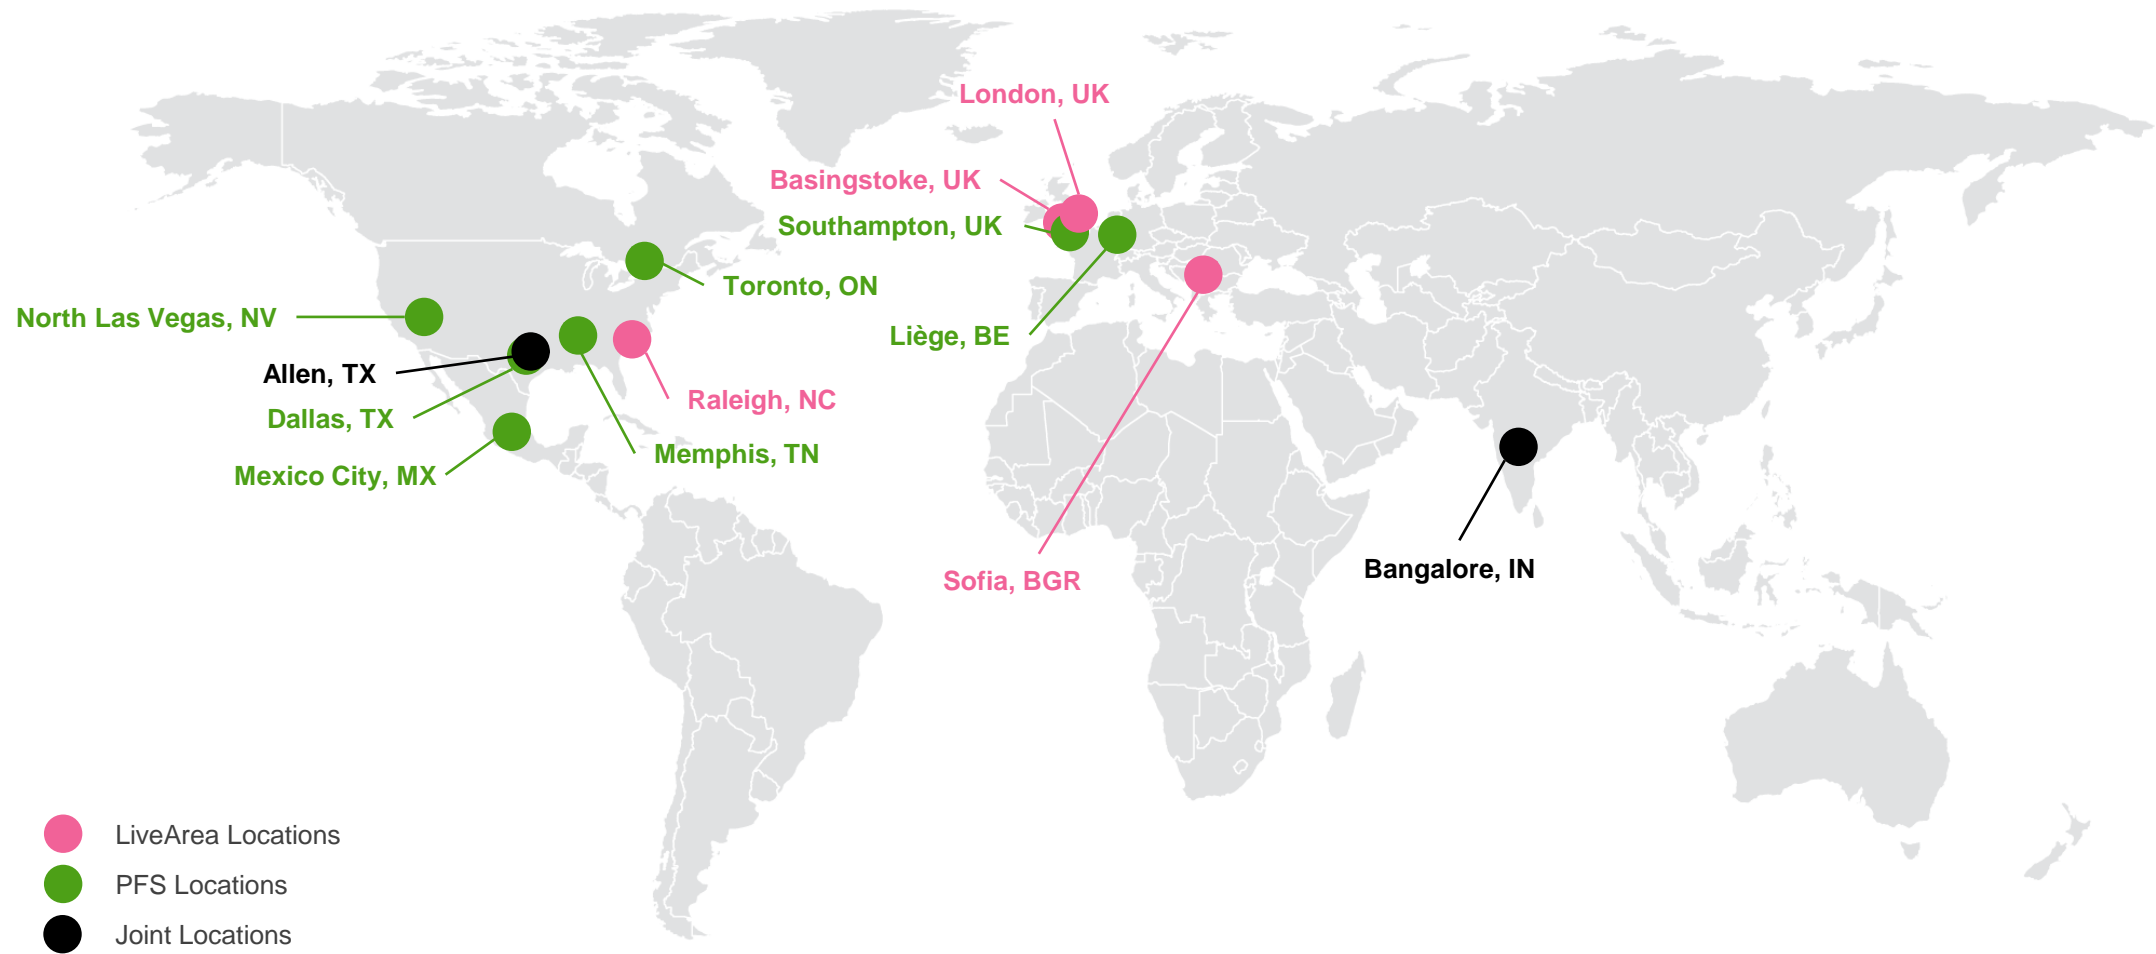 London, UK
Basingstoke, UK
Southampton, UK
Toronto, ON
North Las Vegas, NV
Liège, BE
Allen, TX
Raleigh, NC
Dallas, TX
Memphis, TN
Mexico City, MX
Bangalore, IN
Sofia, BGR
LiveArea Locations
PFS Locations
Joint Locations